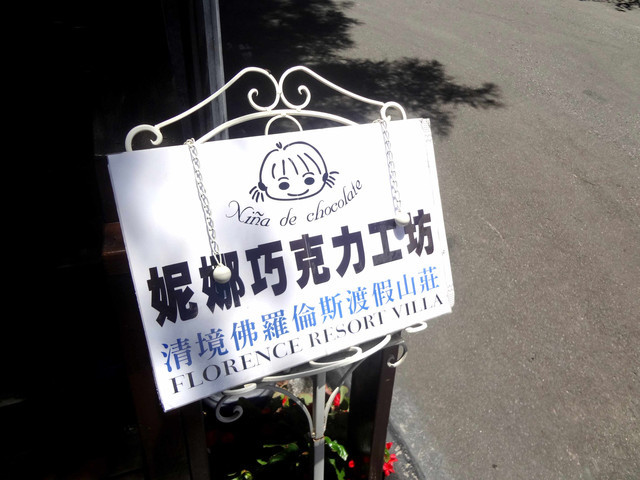 Niña de chocolate
妮娜巧克力工坊
清境佛羅倫斯渡假山莊
FLORENCE RESORT VILLA